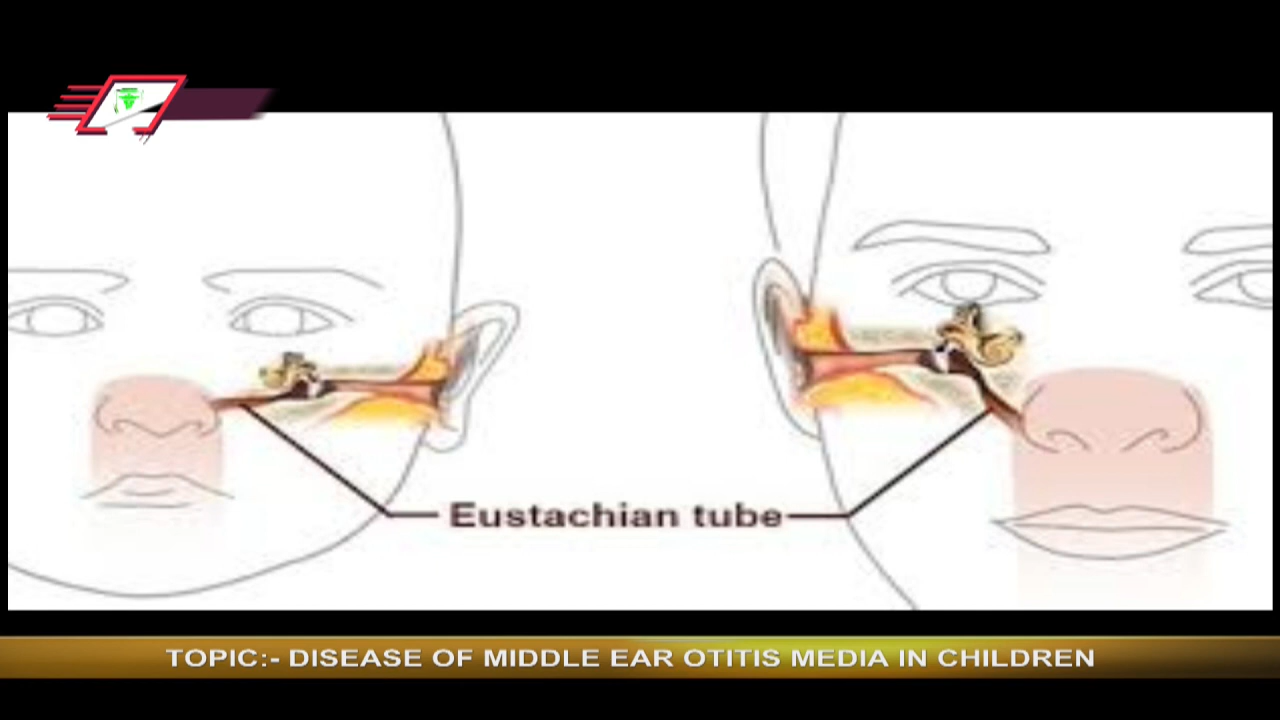 Eustachian tube
TOPIC:- DISEASE OF MIDDLE EAR OTITIS MEDIA IN CHILDREN